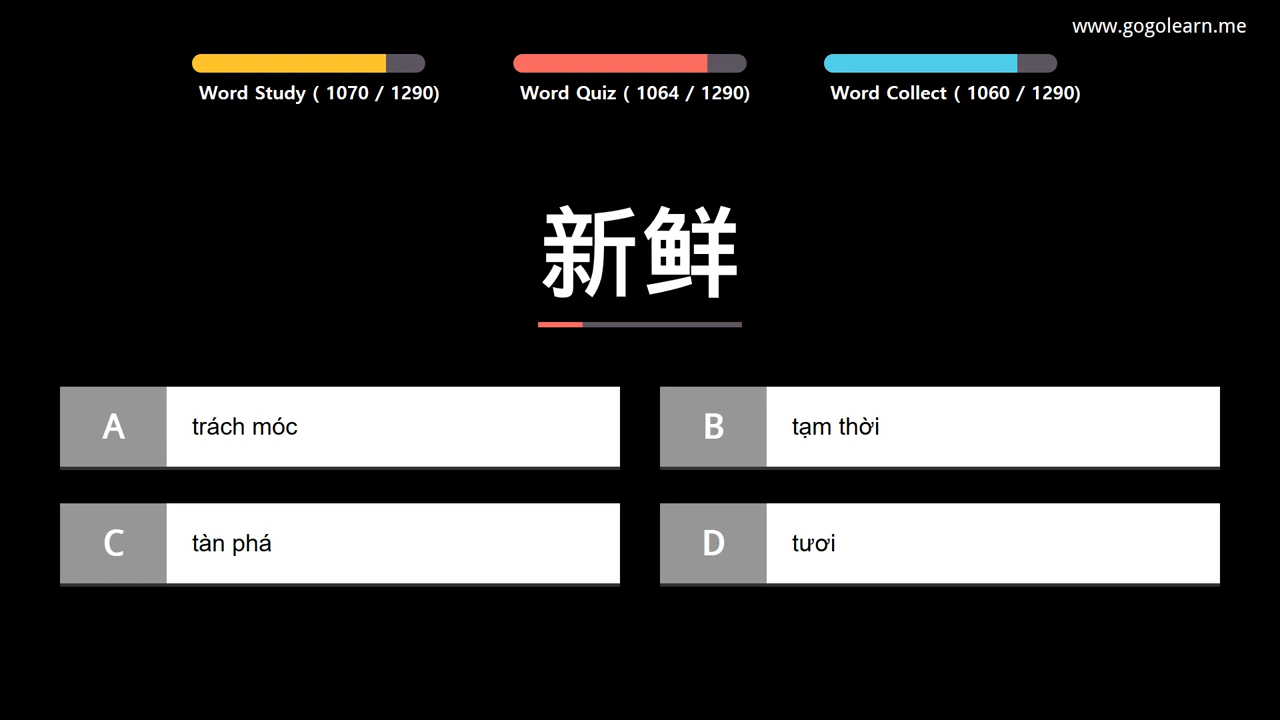 www.gogolearn.me
Word Study ( 1070 / 1290)
Word Quiz ( 1064 / 1290)
Word Collect ( 1060 / 1290)
新鲜
A trách móc
B tạm thời
C tàn phá
D tươi